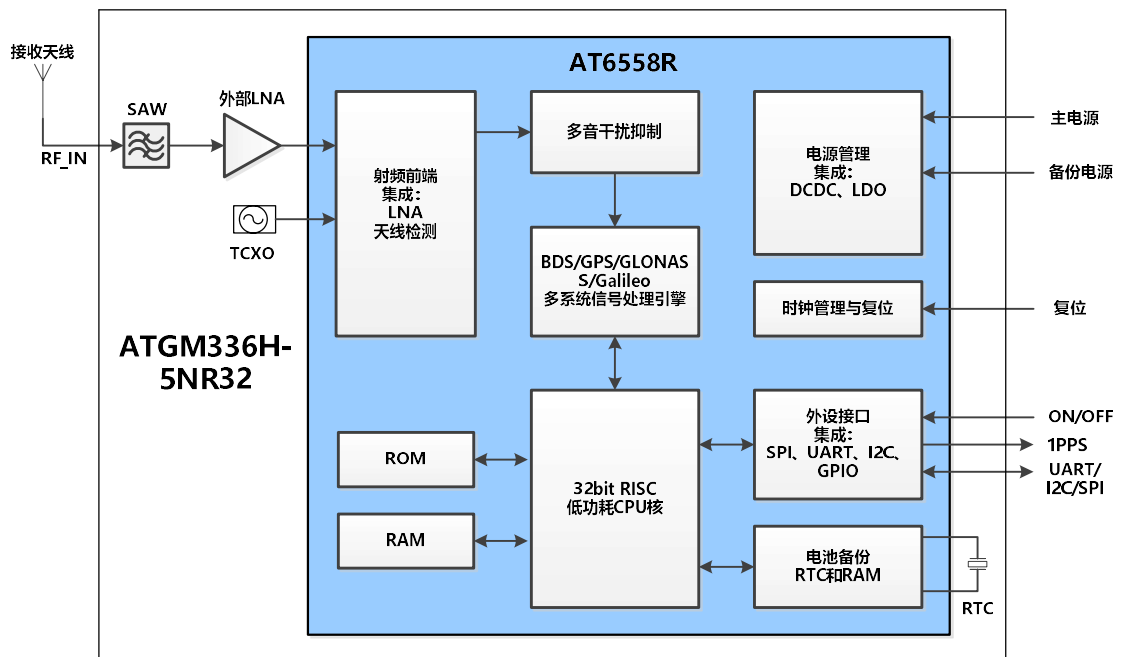 接收天线
RF_IN
SAW
外部LNA
TCXO
ATGM336H-
5NR32
AT6558R
射频前端
集成：
LNA
天线检测
多音干扰抑制
BDS/GPS/GLONAS
S/Galileo
多系统信号处理引擎
电源管理
集成：
DCDC、LDO
主电源
备份电源
时钟管理与复位
复位
ROM
RAM
32bit RISC
低功耗CPU核
外设接口
集成：
SPI、UART、I2C、
GPIO
ON/OFF
1PPS
UART/
I2C/SPI
电池备份
RTC和RAM
RTC